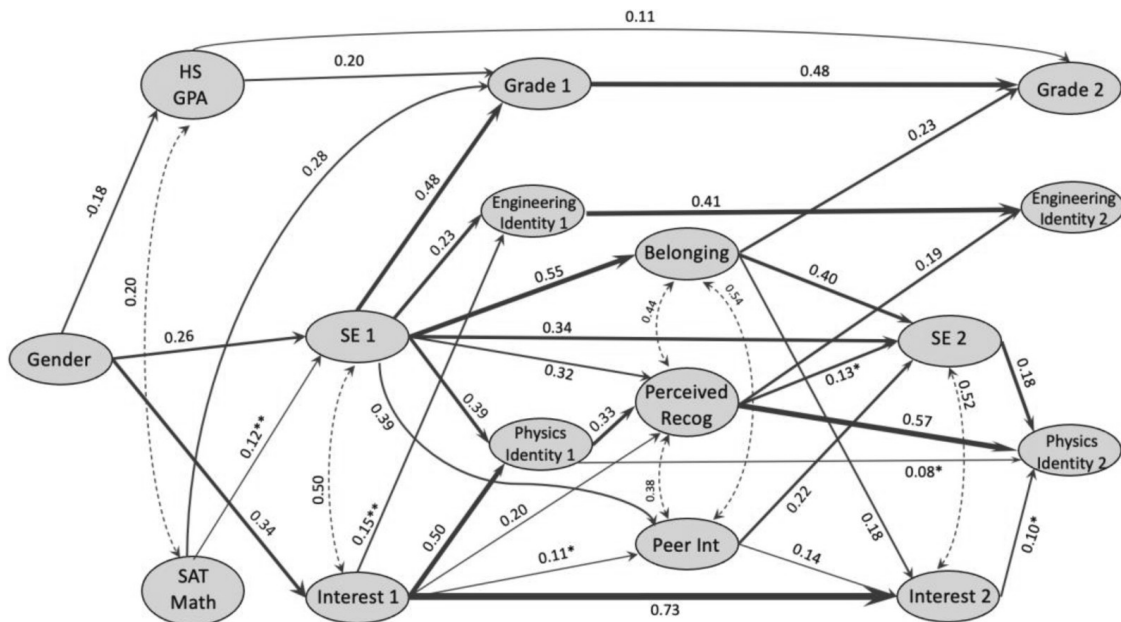 0.11
HS
GPA
0.20
Grade 1
0.48
Grade 2
0.23
-0.18
0.28
0.48
Engineering
Identity 1
0.41
Engineering
Identity 2
0.23
0.19
0.20
0.55
Belonging
0.40
0.44
0.54
Gender
0.26
SE 1
0.34
SE 2
0.32
0.13*
0.18
0.12**
0.39
0.39
Perceived
Recog
0.52
0.33
0.57
Physics
Identity 1
0.08*
Physics
Identity 2
0.50
0.34
0.15**
0.50
0.20
0.38
0.22
0.18
0.10*
0.11*
Peer Int
0.14
SAT
Math
Interest 1
0.73
Interest 2